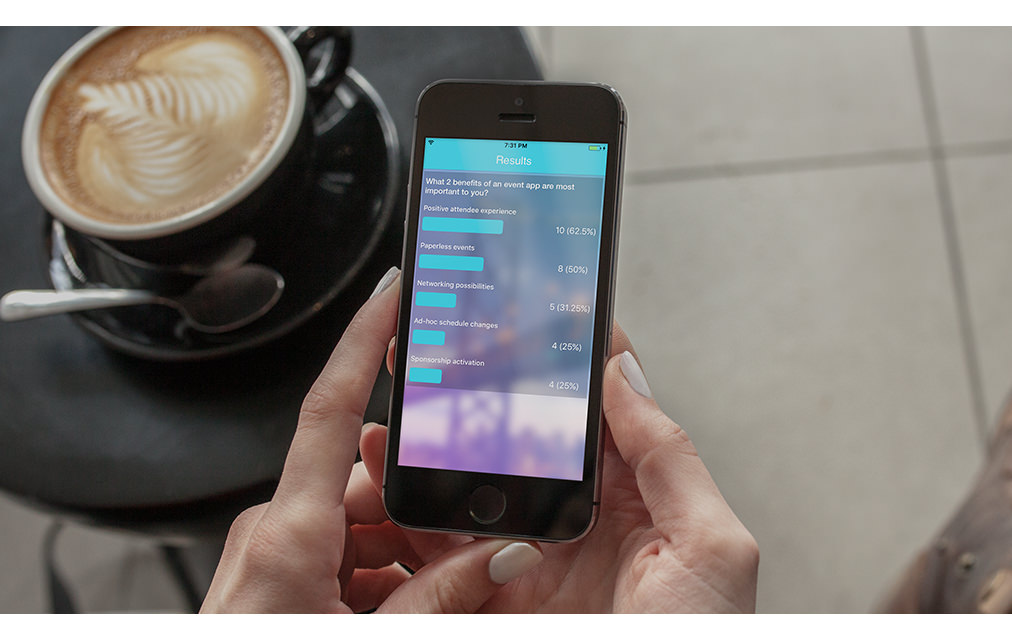 7:31 PM
Results
What 2 benefits of an event app are most
important to you?
Positive attendee experience
10 (62.5%)
Paperless events
8 (50%)
Networking possibilities
5 (31.25%)
Ad-hoc schedule changes
4 (25%)
Sponsorship activation
4 (25%)